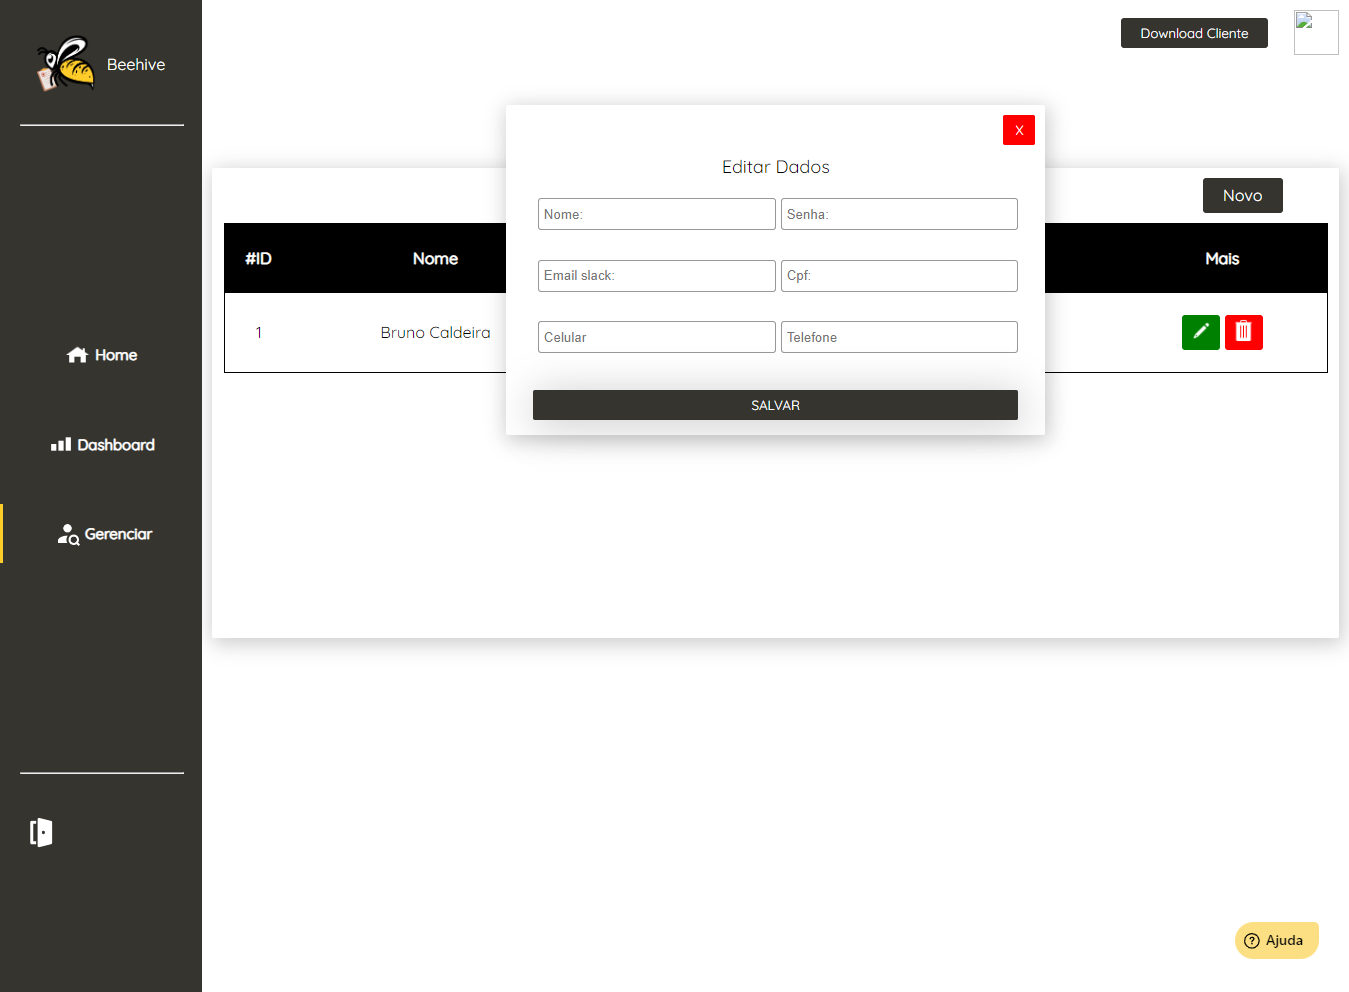 Beehive
Download Cliente
X
Editar Dados
Nome:
Senha:
Email slack:
Cpf:
Celular
Telefone
SALVAR
Novo
#ID
Nome
Mais
1
Bruno Caldeira
Home
Dashboard
Gerenciar
Ajuda